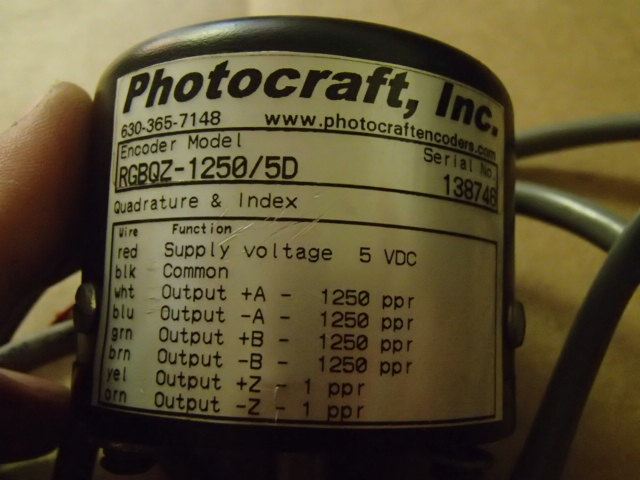 Photocraft, Inc.
630-365-7148 www.photocraftencoders.com
Encoder Model Serial No
RGBQZ-1250/5D 138746
Quadrature & Index
Wire Function
red Supply voltage 5 VDC
blk Common
wht Output +A - 1250 ppr
blu Output -A - 1250 ppr
grn Output +B - 1250 ppr
brn Output -B - 1250 ppr
yel Output +Z - 1 ppr
orn Output -Z - 1 ppr